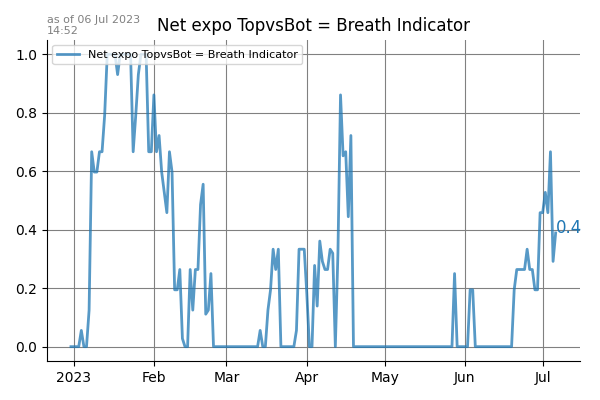 as of 06 Jul 2023
14:52
Net expo TopvsBot = Breath Indicator
Net expo TopvsBot = Breath Indicator
1.0
0.8
0.6
0.4
0.2
0.0
0.4
2023 Feb Mar Apr May Jun Jul